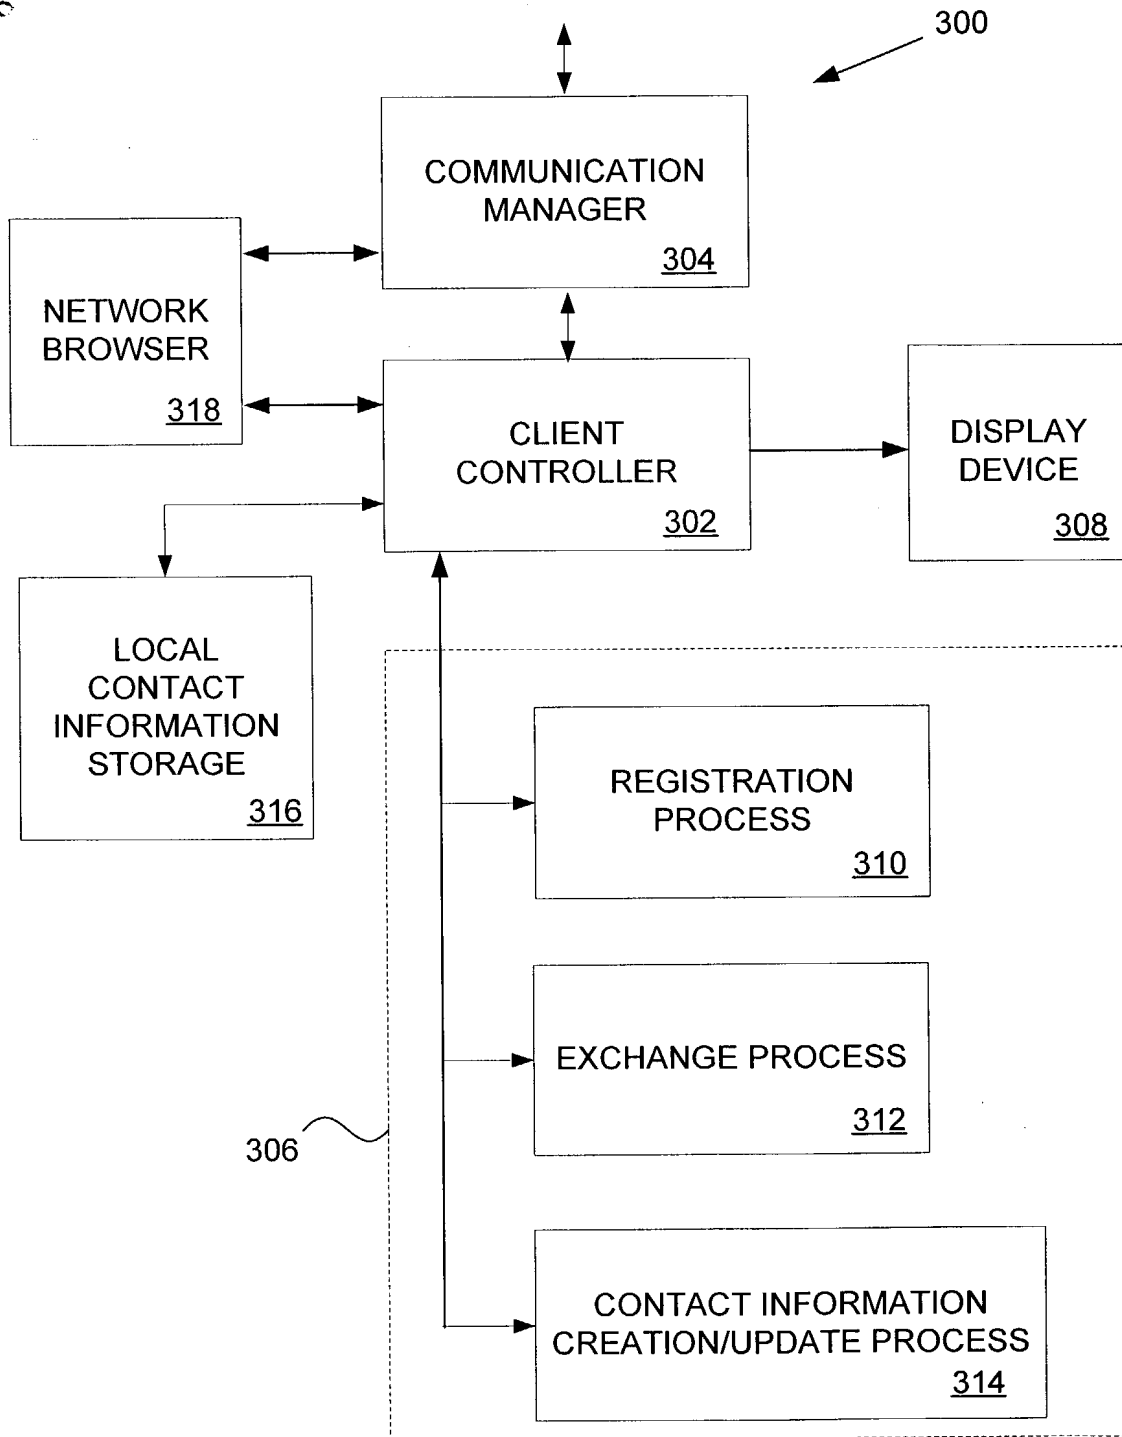 300
COMMUNICATION
MANAGER
304
NETWORK
BROWSER
318
CLIENT
CONTROLLER
302
DISPLAY
DEVICE
308
LOCAL
CONTACT
INFORMATION
STORAGE
316
REGISTRATION
PROCESS
310
EXCHANGE PROCESS
312
306
CONTACT INFORMATION
CREATION/UPDATE PROCESS
314